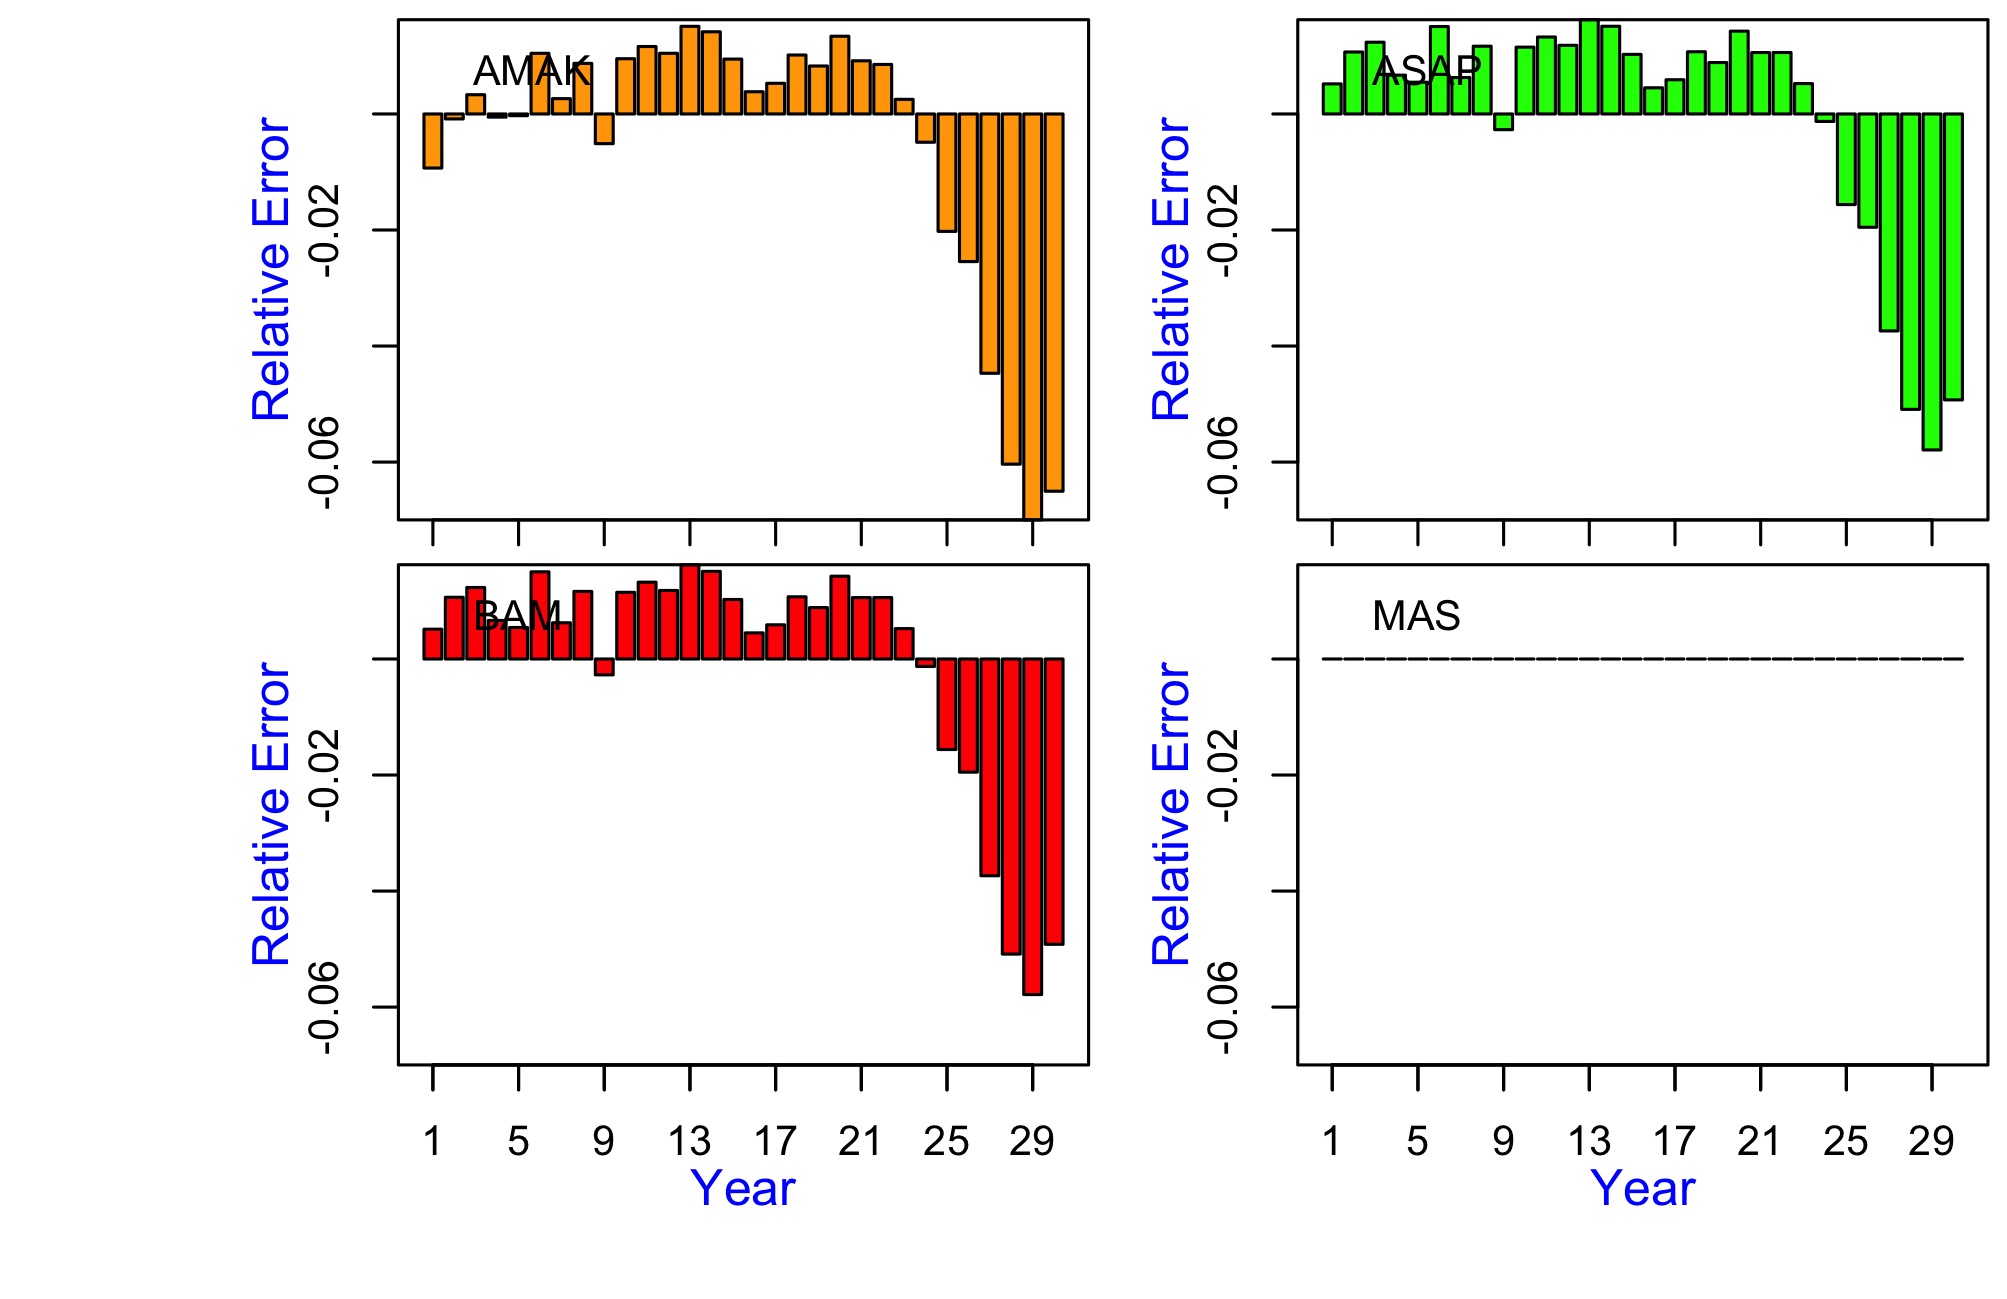 AMAK
Relative Error
-0.02
-0.06
ASAP
Relative Error
-0.02
-0.06
BAM
Relative Error
-0.02
-0.06
1 5 9 13 17 21 25 29
Year
MAS
Relative Error
-0.02
-0.06
1 5 9 13 17 21 25 29
Year